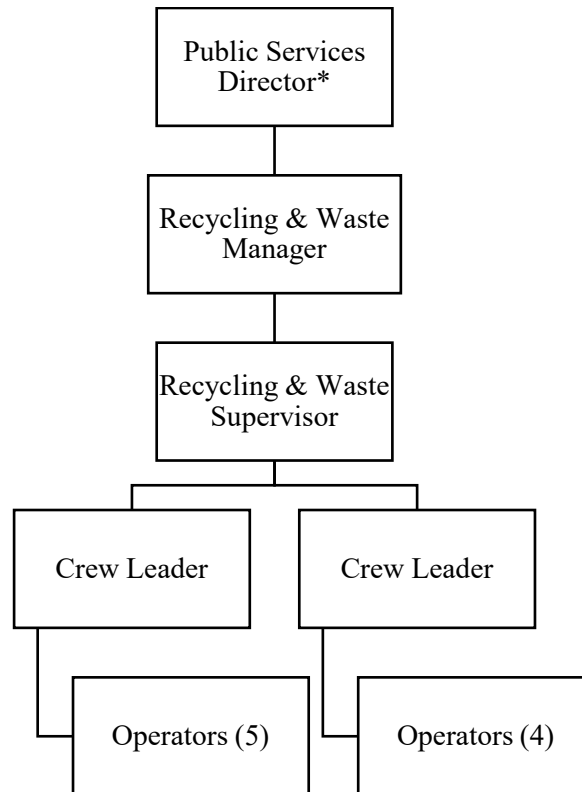 Public Services
Director*
Recycling & Waste
Manager
Recycling & Waste
Supervisor
Crew Leader
Crew Leader
Operators (5)
Operators (4)